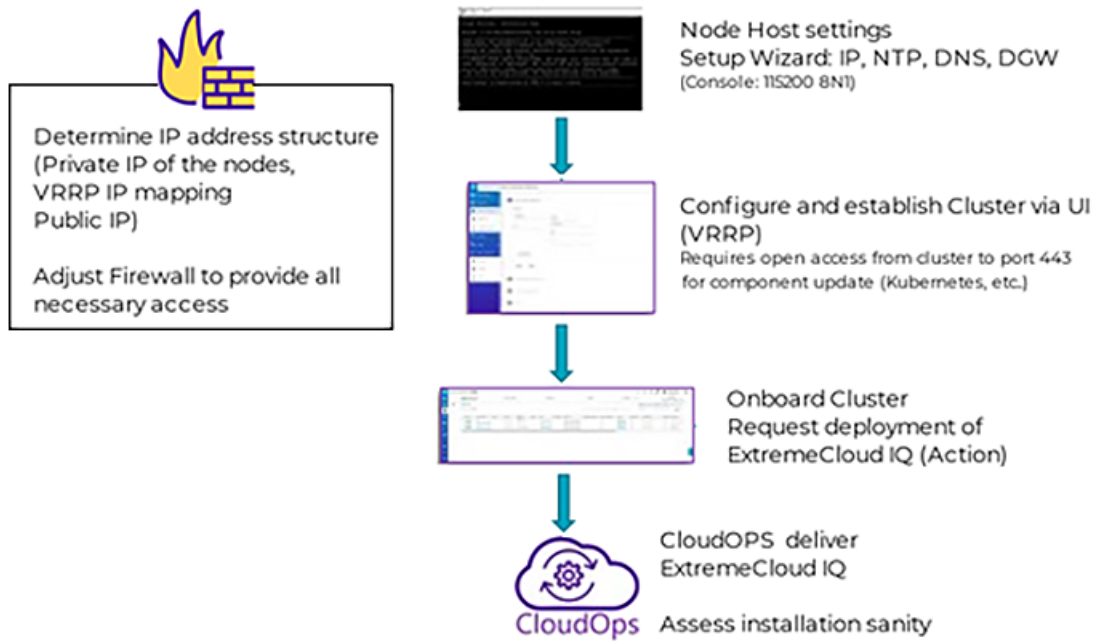 Determine IP address structure
(Private IP of the nodes,
VRRP IP mapping
Public IP)
Adjust Firewall to provide all
necessary access
Node Host settings
Setup Wizard: IP, NTP, DNS, DGW
(Console: 115200 8N1)
Configure and establish Cluster via UI
(VRRP)
Requires open access from cluster to port 443
for component update (Kubernetes, etc.)
Onboard Cluster
Request deployment of
ExtremeCloud IQ (Action)
CloudOPS deliver
ExtremeCloud IQ
Assess installation sanity
CloudOps